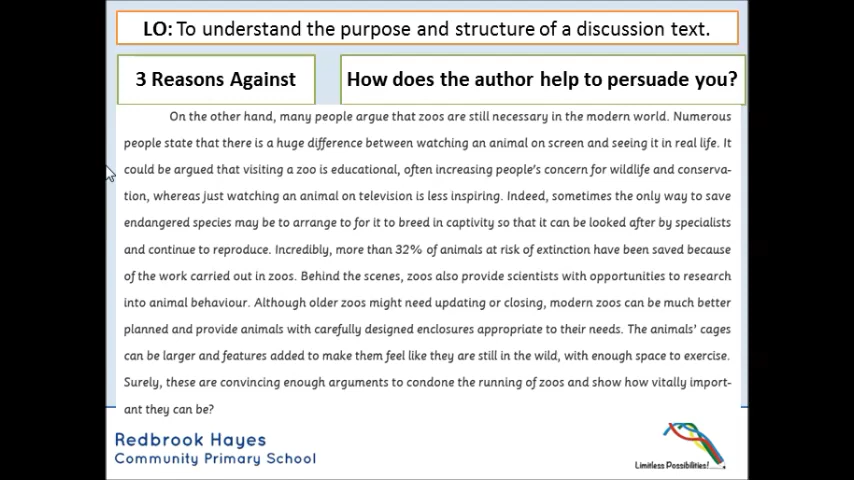 LO: To understand the purpose and structure of a discussion text.
3 Reasons Against
How does the author help to persuade you?
On the other hand, many people argue that zoos are still necessary in the modern world. Numerous
people state that there is a huge difference between watching an animal on screen and seeing it in real life. It
could be argued that visiting a zoo is educational, often increasing people's concern for wildlife and conserva-
tion, whereas just watching an animal on television is less inspiring. Indeed, sometimes the only way to save
endangered species may be to arrange to for it to breed in captivity so that it can be looked after by specialists
and continue to reproduce. Incredibly, more than 32% of animals at risk of extinction have been saved because
of the work carried out in zoos. Behind the scenes, zoos also provide scientists with opportunities to research
into animal behaviour. Although older zoos might need updating or closing, modern zoos can be much better
planned and provide animals with carefully designed enclosures appropriate to their needs. The animals' cages
can be larger and features added to make them feel like they are still in the wild, with enough space to exercise.
Surely, these are convincing enough arguments to condone the running of zoos and show how vitally import-
ant they can be?
Redbrook Hayes
Community Primary School
Limitless Possibilities!